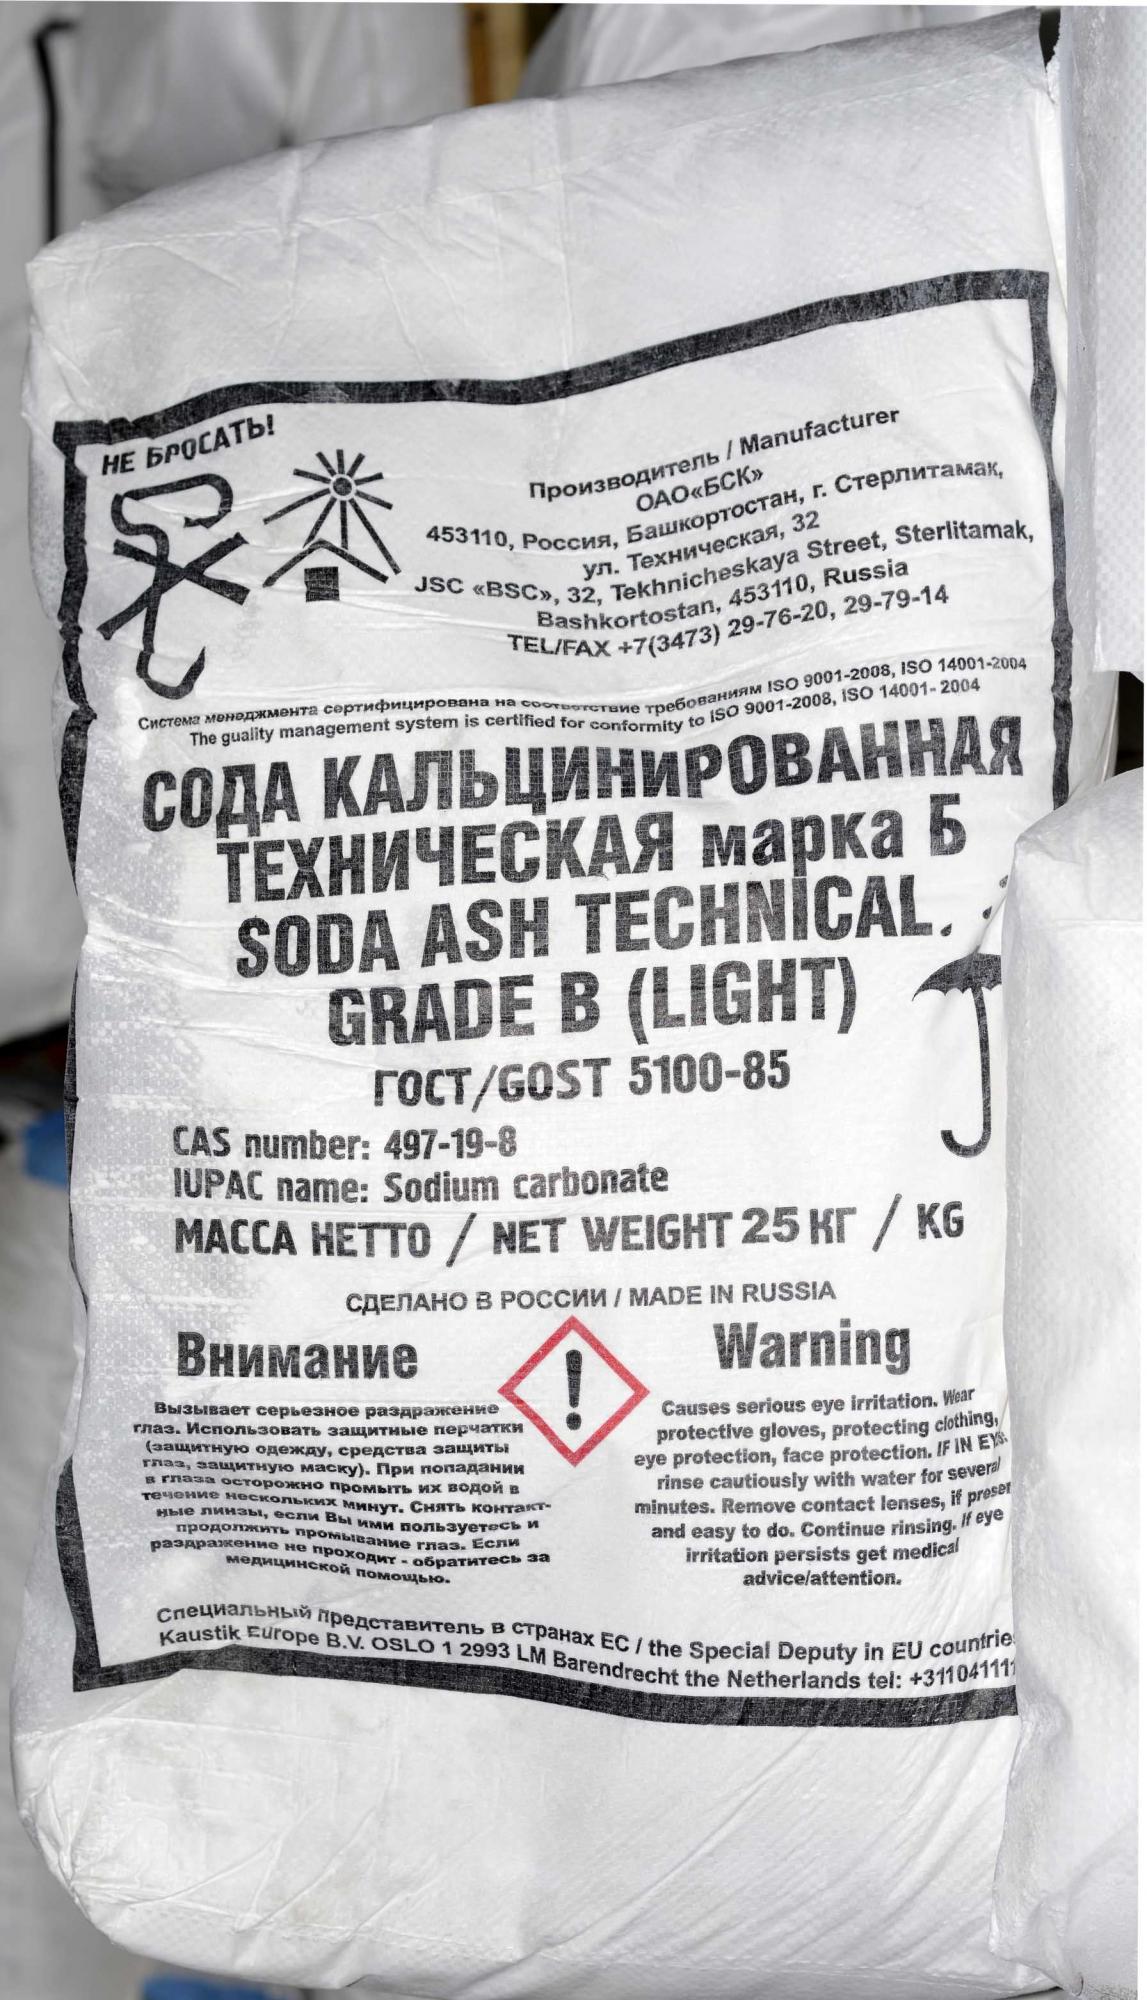 НЕ БРОСАТЬ!
Производитель / Manufacturer
ОАО«БСК»
453110, Россия, Башкортостан, г. Стерлитамак,
ул. Техническая, 32
JSC «BSC», 32, Tekhnicheskaya Street, Sterlitamak,
Bashkortostan, 453110, Russia
TEL/FAX +7(3473) 29-76-20, 29-79-14
Система менеджмента сертифицирована на соответствие требованиям ISO 9001-2008, ISO 14001-2004
The guality management system is certified for conformity to ISO 9001-2008, ISO 14001- 2004
СОДА КАЛЬЦИНИРОВАННАЯ
ТЕХНИЧЕСКАЯ марка Б
SODA ASH TECHNICAL.
GRADE B (LIGHT)
ГОСТ/GOST 5100-85
CAS number: 497-19-8
IUPAC name: Sodium carbonate
МАССА НЕТТО / NET WEIGHT 25 КГ / KG
СДЕЛАНО В РОССИИ / MADE IN RUSSIA
Внимание
Вызывает серьезное раздражение
глаз. Использовать защитные перчатки
(защитную одежду, средства защиты
глаз, защитную маску). При попадании
в глаза осторожно промыть их водой в
течение нескольких минут. Снять контакт-
ные линзы, если Вы ими пользуетесь и
продолжить промывание глаз. Если
раздражение не проходит - обратитесь за
медицинской помощью.
Warning
Causes serious eye irritation. Wear
protective gloves, protecting clothing,
eye protection, face protection. IF IN
rinse cautiously with water for several
minutes. Remove contact lenses, if
and easy to do. Continue rinsing. If eye
irritation persists get medical
advice/attention.
Специальный представитель в странах ЕС / the Special Deputy in EU
Kaustik Europe B.V. OSLO 1 2993 LM Barendrecht the Netherlands tel: